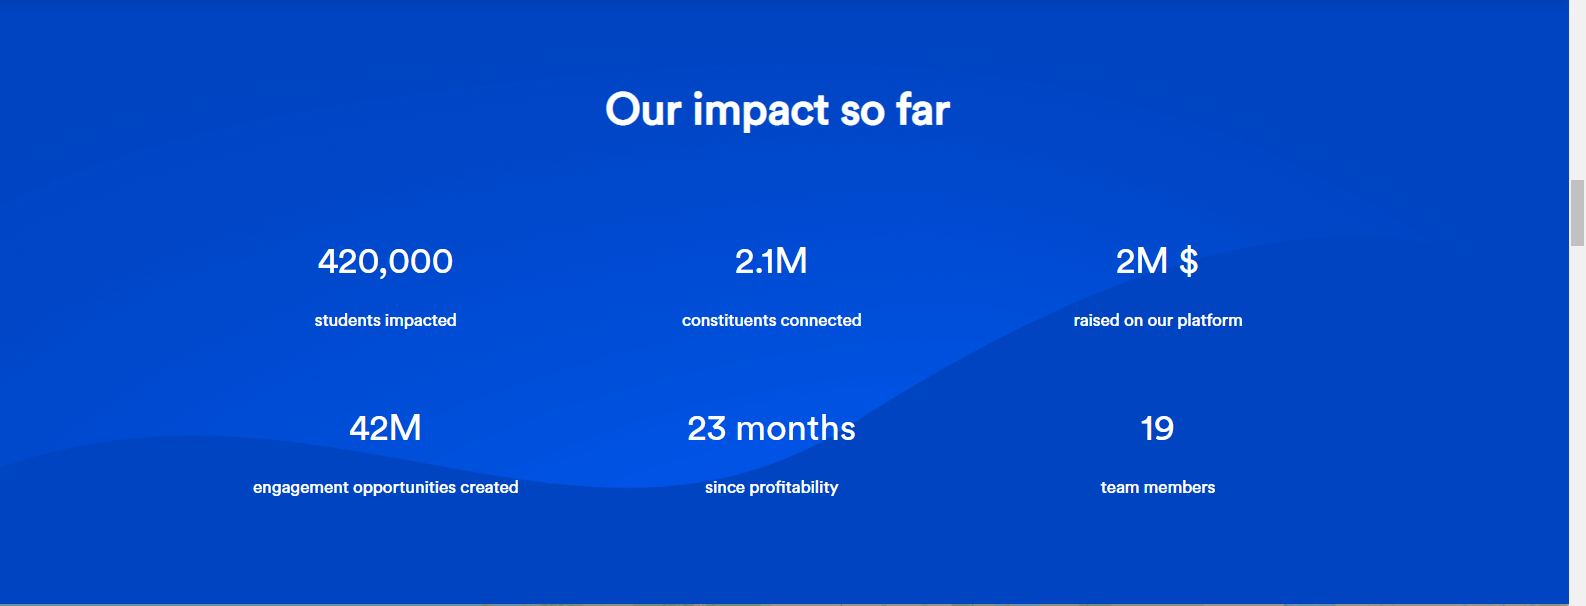 Our impact so far
420,000
students impacted
2.1M
constituents connected
2M $
raised on our platform
42M
engagement opportunities created
23 months
since profitability
19
team members